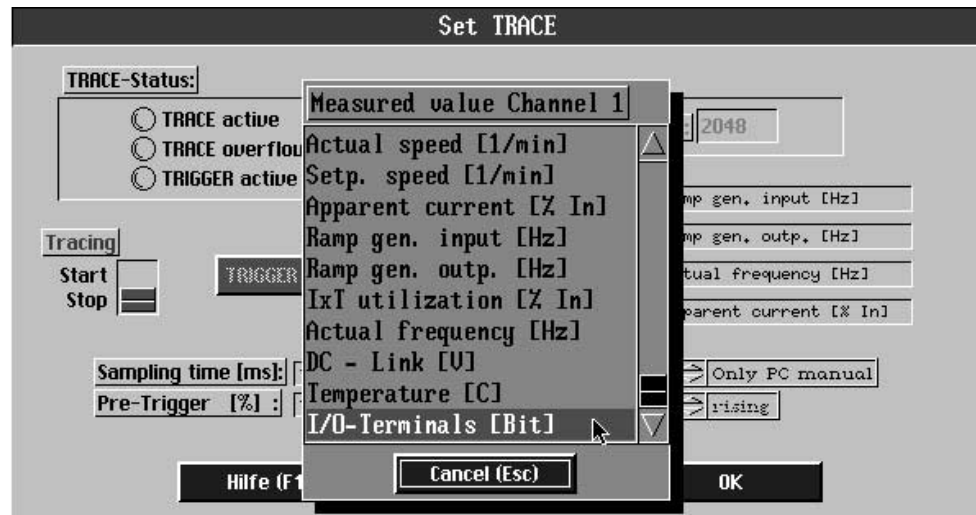 Set TRACE
TRACE-Status:
TRACE active
TRACE overflow
TRIGGER active
2048
Tracing
Start
Stop
TRIGGER
Sampling time [ms]:
Pre-Trigger [%] :
Measured value Channel 1
Actual speed [1/min]
Setp. speed [1/min]
Apparent current [% In]
Ramp gen. input [Hz]
Ramp gen. outp. [Hz]
IxT utilization [% In]
Actual frequency [Hz]
DC - Link [V]
Temperature [C]
I/O-Terminals [Bit]
Cancel (Esc)
mp gen. input [Hz]
mp gen. outp. [Hz]
tual frequency [Hz]
parent current [% In]
Only PC manual
rising
Hilfe (F1
OK